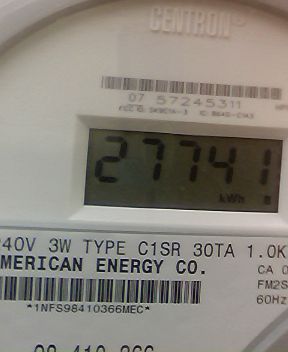 CENTRON®
07 57245311
27741
kWh
240V 3W TYPE C1SR 30TA 1.0K
MERICAN ENERGY CO.
CA 0
FM2S
60Hz
*1NFS98410366MEC*